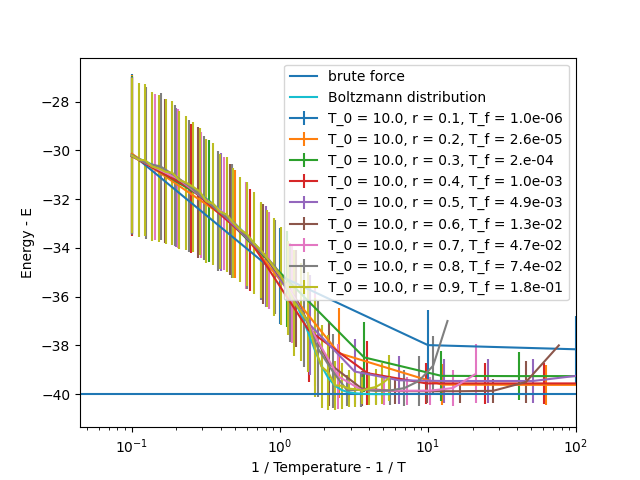 brute force
Boltzmann distribution
T_0 = 10.0, r = 0.1, T_f = 1.0e-06
T_0 = 10.0, r = 0.2, T_f = 2.6e-05
T_0 = 10.0, r = 0.3, T_f = 2.e-04
T_0 = 10.0, r = 0.4, T_f = 1.0e-03
T_0 = 10.0, r = 0.5, T_f = 4.9e-03
T_0 = 10.0, r = 0.6, T_f = 1.3e-02
T_0 = 10.0, r = 0.7, T_f = 4.7e-02
T_0 = 10.0, r = 0.8, T_f = 7.4e-02
T_0 = 10.0, r = 0.9, T_f = 1.8e-01
Energy - E
−28
−30
−32
−34
−36
−38
−40
10⁻¹ 10⁰ 10¹ 10²
1 / Temperature - 1 / T